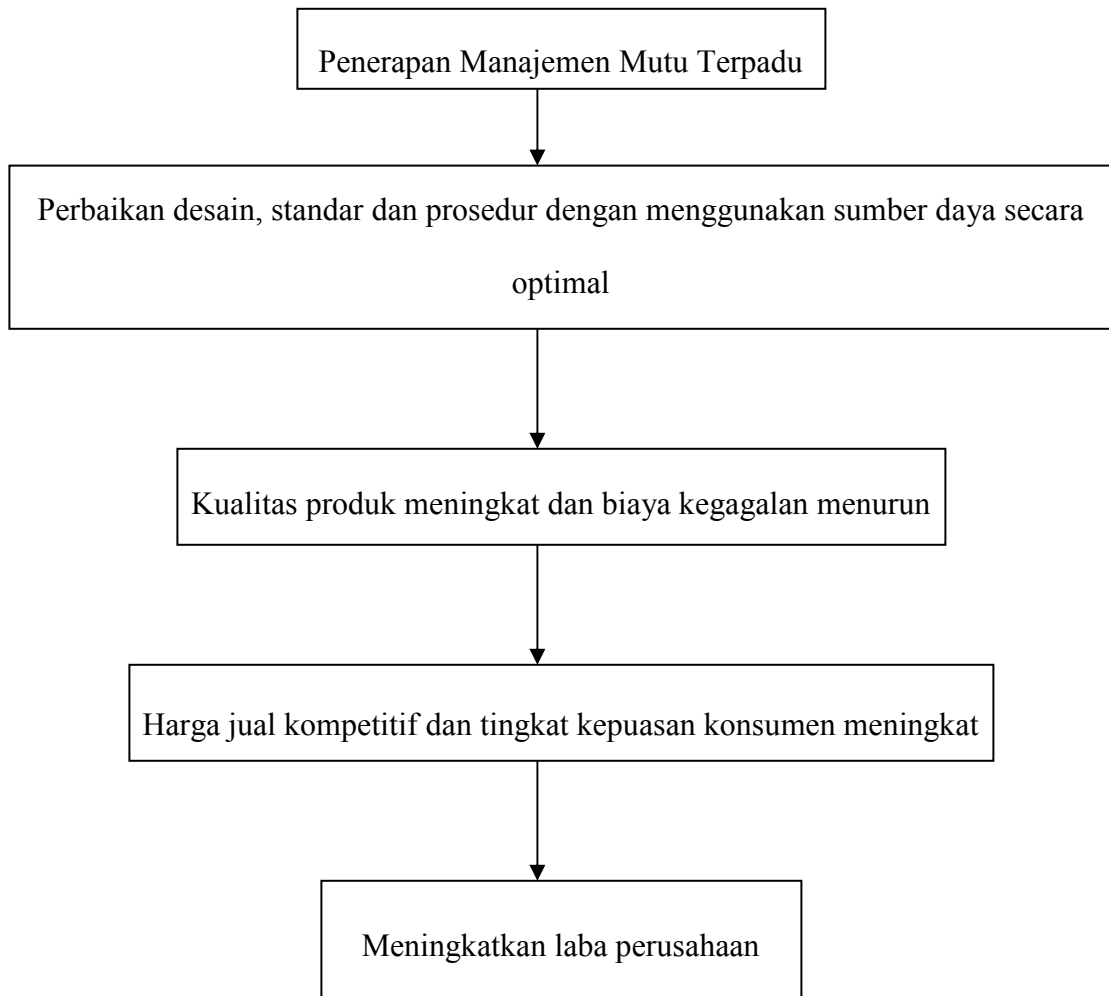 Penerapan Manajemen Mutu Terpadu
Perbaikan desain, standar dan prosedur dengan menggunakan sumber daya secara
optimal
Kualitas produk meningkat dan biaya kegagalan menurun
Harga jual kompetitif dan tingkat kepuasan konsumen meningkat
Meningkatkan laba perusahaan